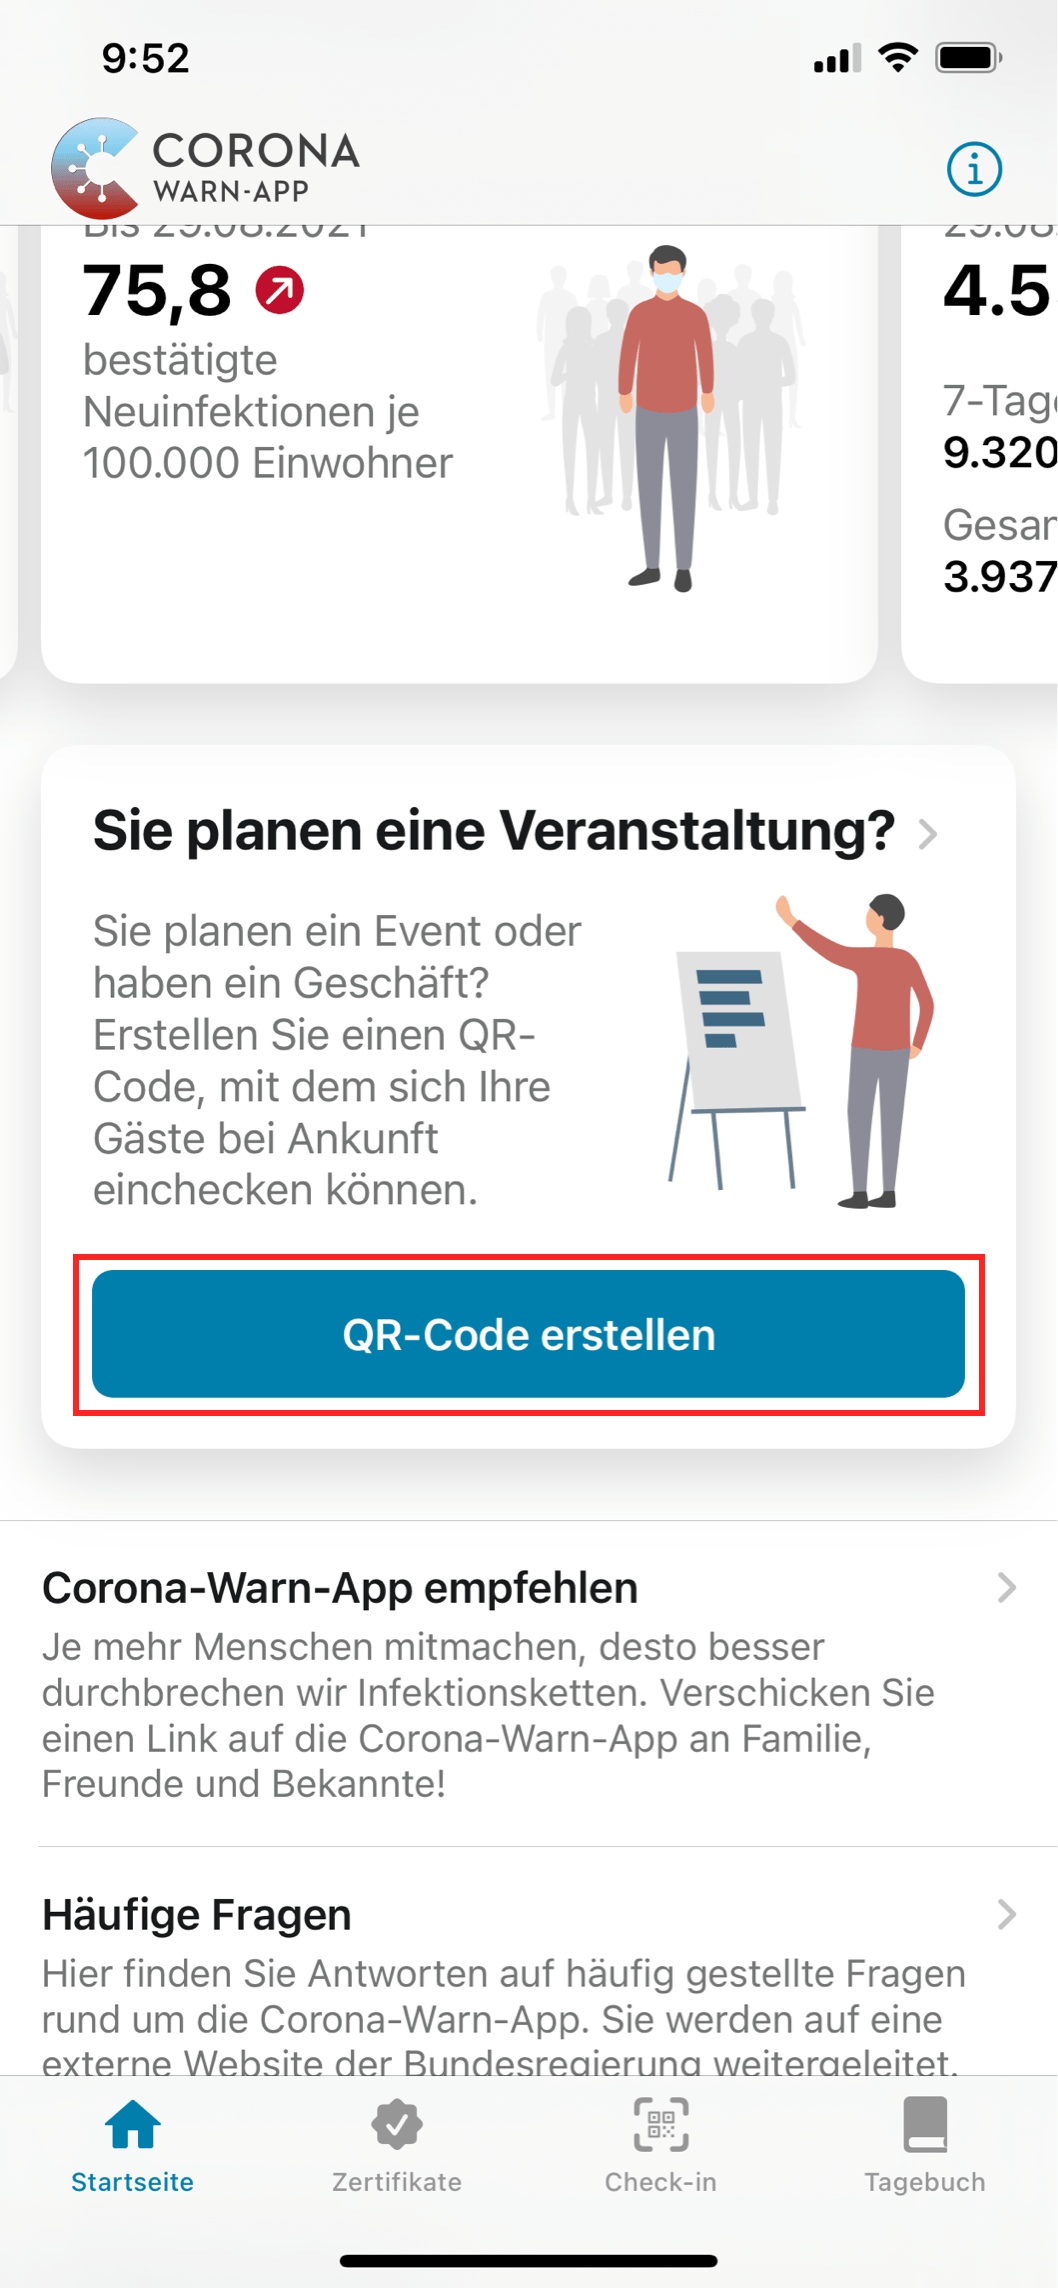 9:52
CORONA
WARN-APP
Bis 29.08.2021
29.08.
75,8
4.5
bestätigte
Neuinfektionen je
100.000 Einwohner
7-Tage
9.320
Gesam
3.937
Sie planen eine Veranstaltung?
Sie planen ein Event oder
haben ein Geschäft?
Erstellen Sie einen QR-
Code, mit dem sich Ihre
Gäste bei Ankunft
einchecken können.
QR-Code erstellen
Corona-Warn-App empfehlen
Je mehr Menschen mitmachen, desto besser
durchbrechen wir Infektionsketten. Verschicken Sie
einen Link auf die Corona-Warn-App an Familie,
Freunde und Bekannte!
Häufige Fragen
Hier finden Sie Antworten auf häufig gestellte Fragen
rund um die Corona-Warn-App. Sie werden auf eine
externe Website der Bundesregierung weitergeleitet.
Startseite
Zertifikate
Check-in
Tagebuch